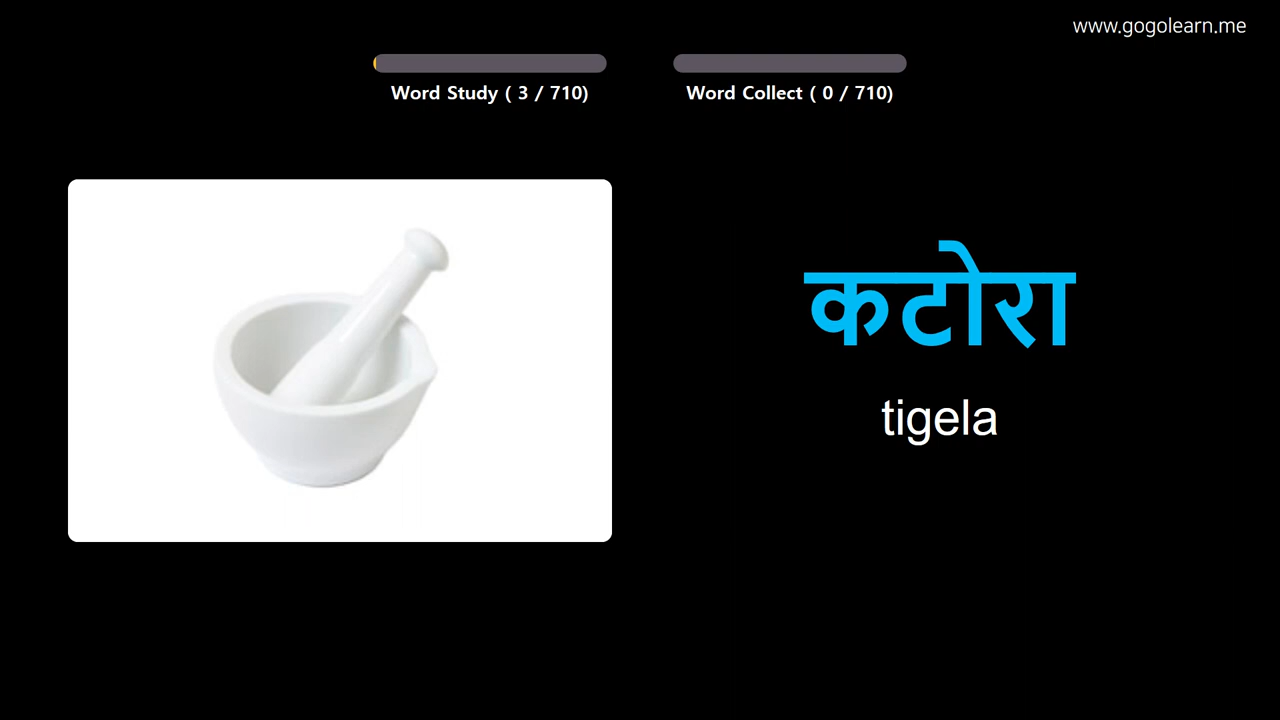 www.gogolearn.me
Word Study ( 3 / 710)
Word Collect ( 0 / 710)
कटोरा
tigela